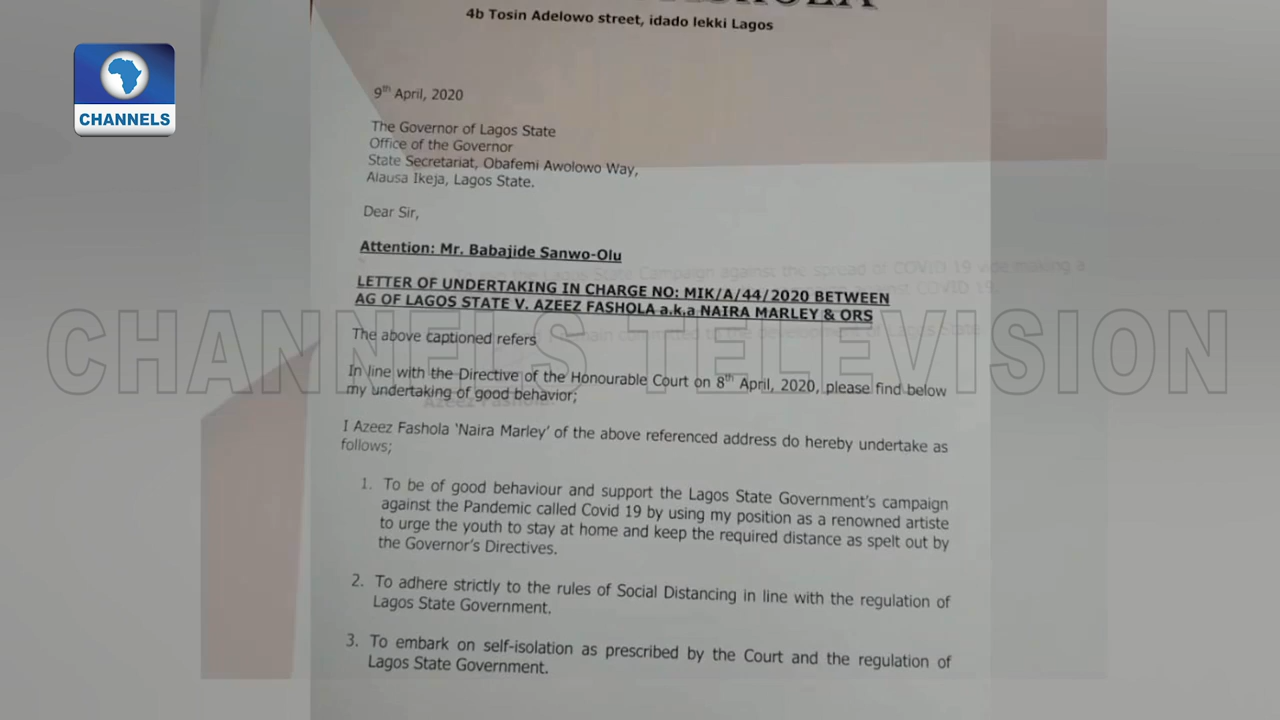 4b Tosin Adelowo street, idado lekki Lagos
CHANNELS
9th April, 2020
The Governor of Lagos State
Office of the Governor
State Secretariat, Obafemi Awolowo Way,
Alausa Ikeja, Lagos State.
Dear Sir,
Attention: Mr. Babajide Sanwo-Olu
LETTER OF UNDERTAKING IN CHARGE NO: MIK/A/44/2020 BETWEEN
AG OF LAGOS STATE V. AZEEZ FASHOLA a.k.a NAIRA MARLEY & ORS
CHANNELS TELEVISION
The above captioned refers
In line with the Directive of the Honourable Court on 8th April, 2020, please find below
my undertaking of good behavior;
I Azeez Fashola ‘Naira Marley’ of the above referenced address do hereby undertake as
follows;
1. To be of good behaviour and support the Lagos State Government's campaign
against the Pandemic called Covid 19 by using my position as a renowned artiste
to urge the youth to stay at home and keep the required distance as spelt out by
the Governor's Directives.
2. To adhere strictly to the rules of Social Distancing in line with the regulation of
Lagos State Government.
3. To embark on self-isolation as prescribed by the Court and the regulation of
Lagos State Government.